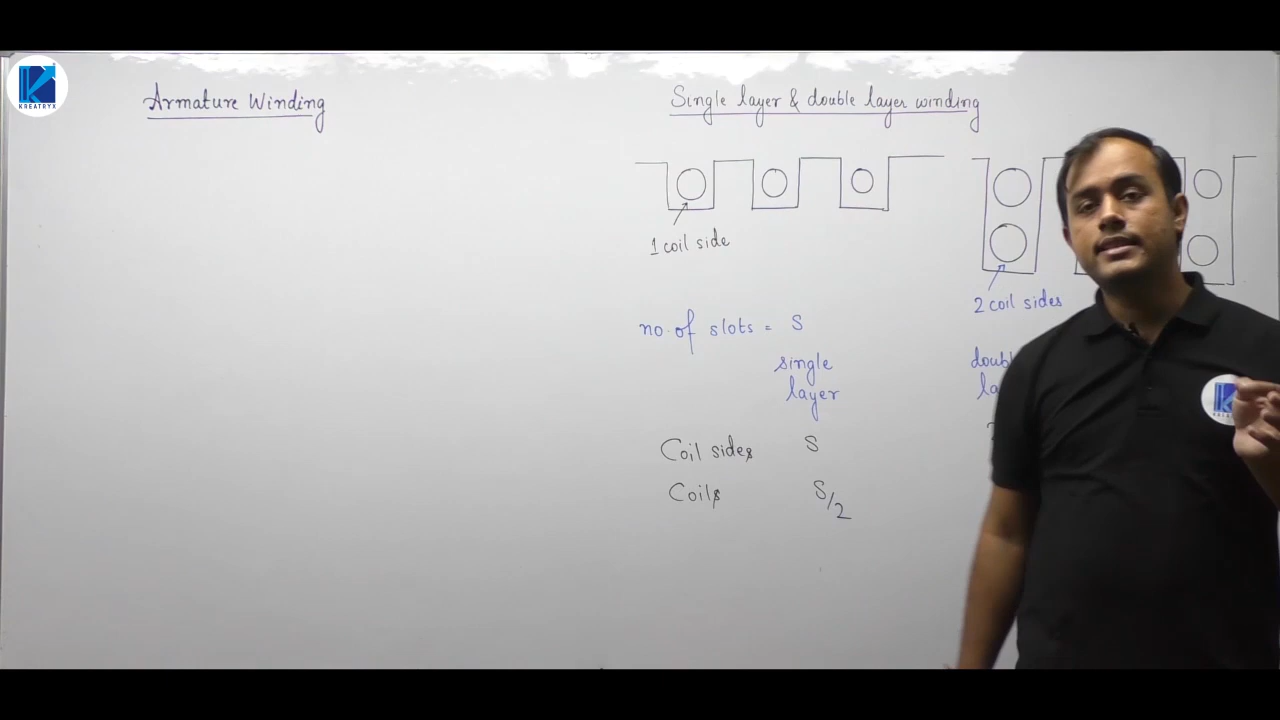 KREATRYX
Armature Winding
Single layer & double layer winding
1 coil side
2 coil sides
no. of slots = S
single
layer
Coil sides S
Coils S/2